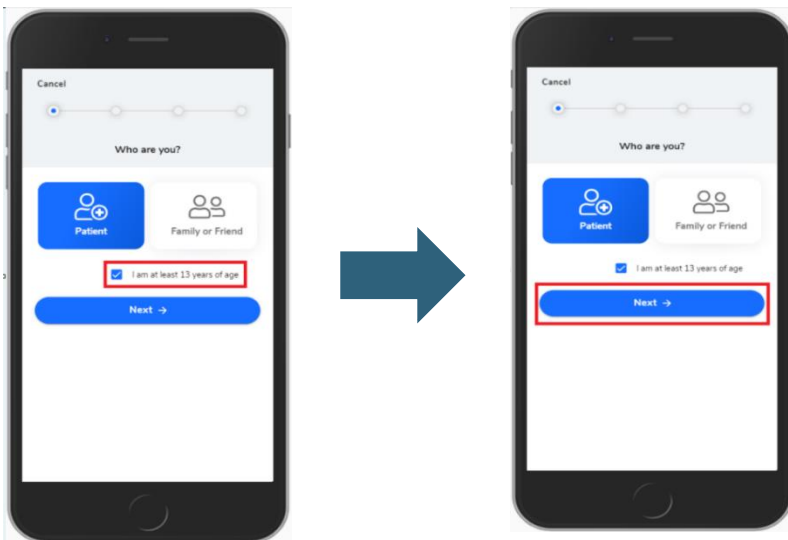 Cancel
Who are you?
Patient
Family or Friend
I am at least 13 years of age
Next →
Cancel
Who are you?
Patient
Family or Friend
I am at least 13 years of age
Next →